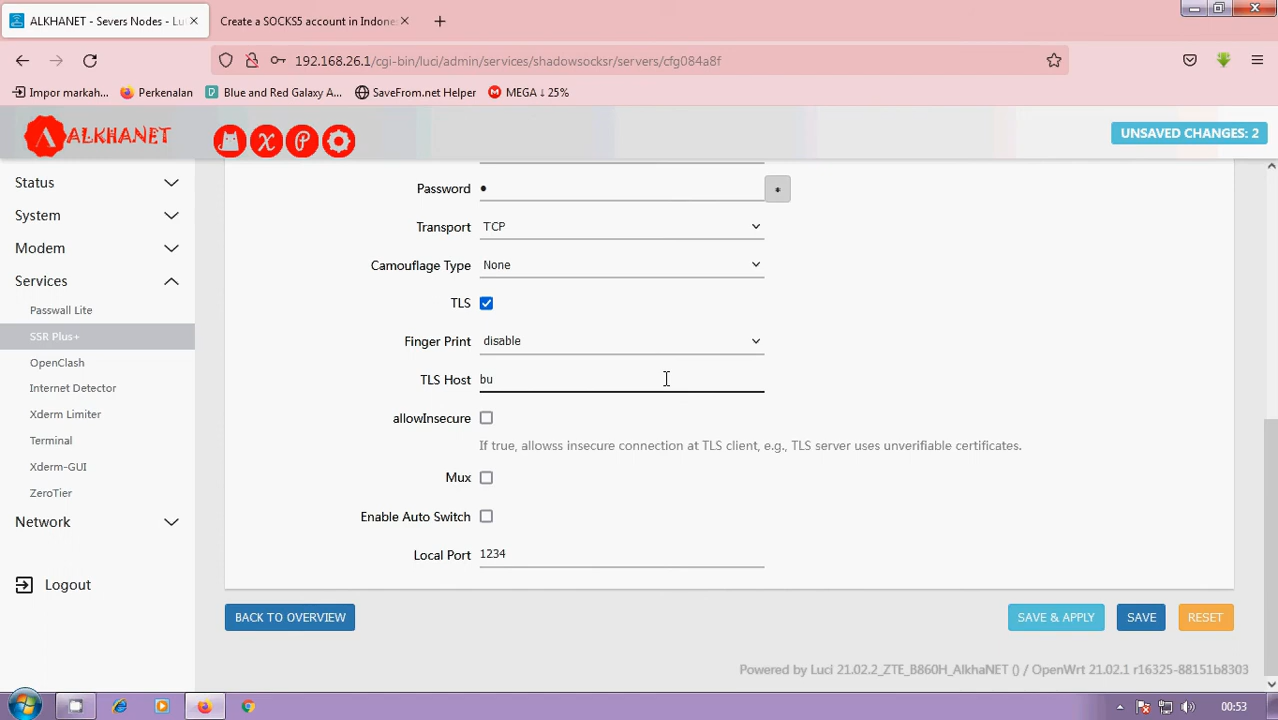 ALKHANET - Severs Nodes - Lu
Create a SOCKS5 account in Indone
192.168.26.1/cgi-bin/luci/admin/services/shadowsocksr/servers/cfg084a8f
Impor markah...
Perkenalan
Blue and Red Galaxy A...
SaveFrom.net Helper
MEGA ↓ 25%
ALKHANET
UNSAVED CHANGES: 2
Status
System
Modem
Services
Passwall Lite
SSR Plus+
OpenClash
Internet Detector
Xderm Limiter
Terminal
Xderm-GUI
ZeroTier
Network
Logout
Password •
*
Transport TCP
Camouflage Type None
TLS
Finger Print disable
TLS Host bu
allowInsecure
If true, allowss insecure connection at TLS client, e.g., TLS server uses unverifiable certificates.
Mux
Enable Auto Switch
Local Port 1234
BACK TO OVERVIEW
SAVE & APPLY
SAVE
RESET
Powered by Luci 21.02.2_ZTE_B860H_AlkhaNET () / OpenWrt 21.02.1 r16325-88151b8303
00:53